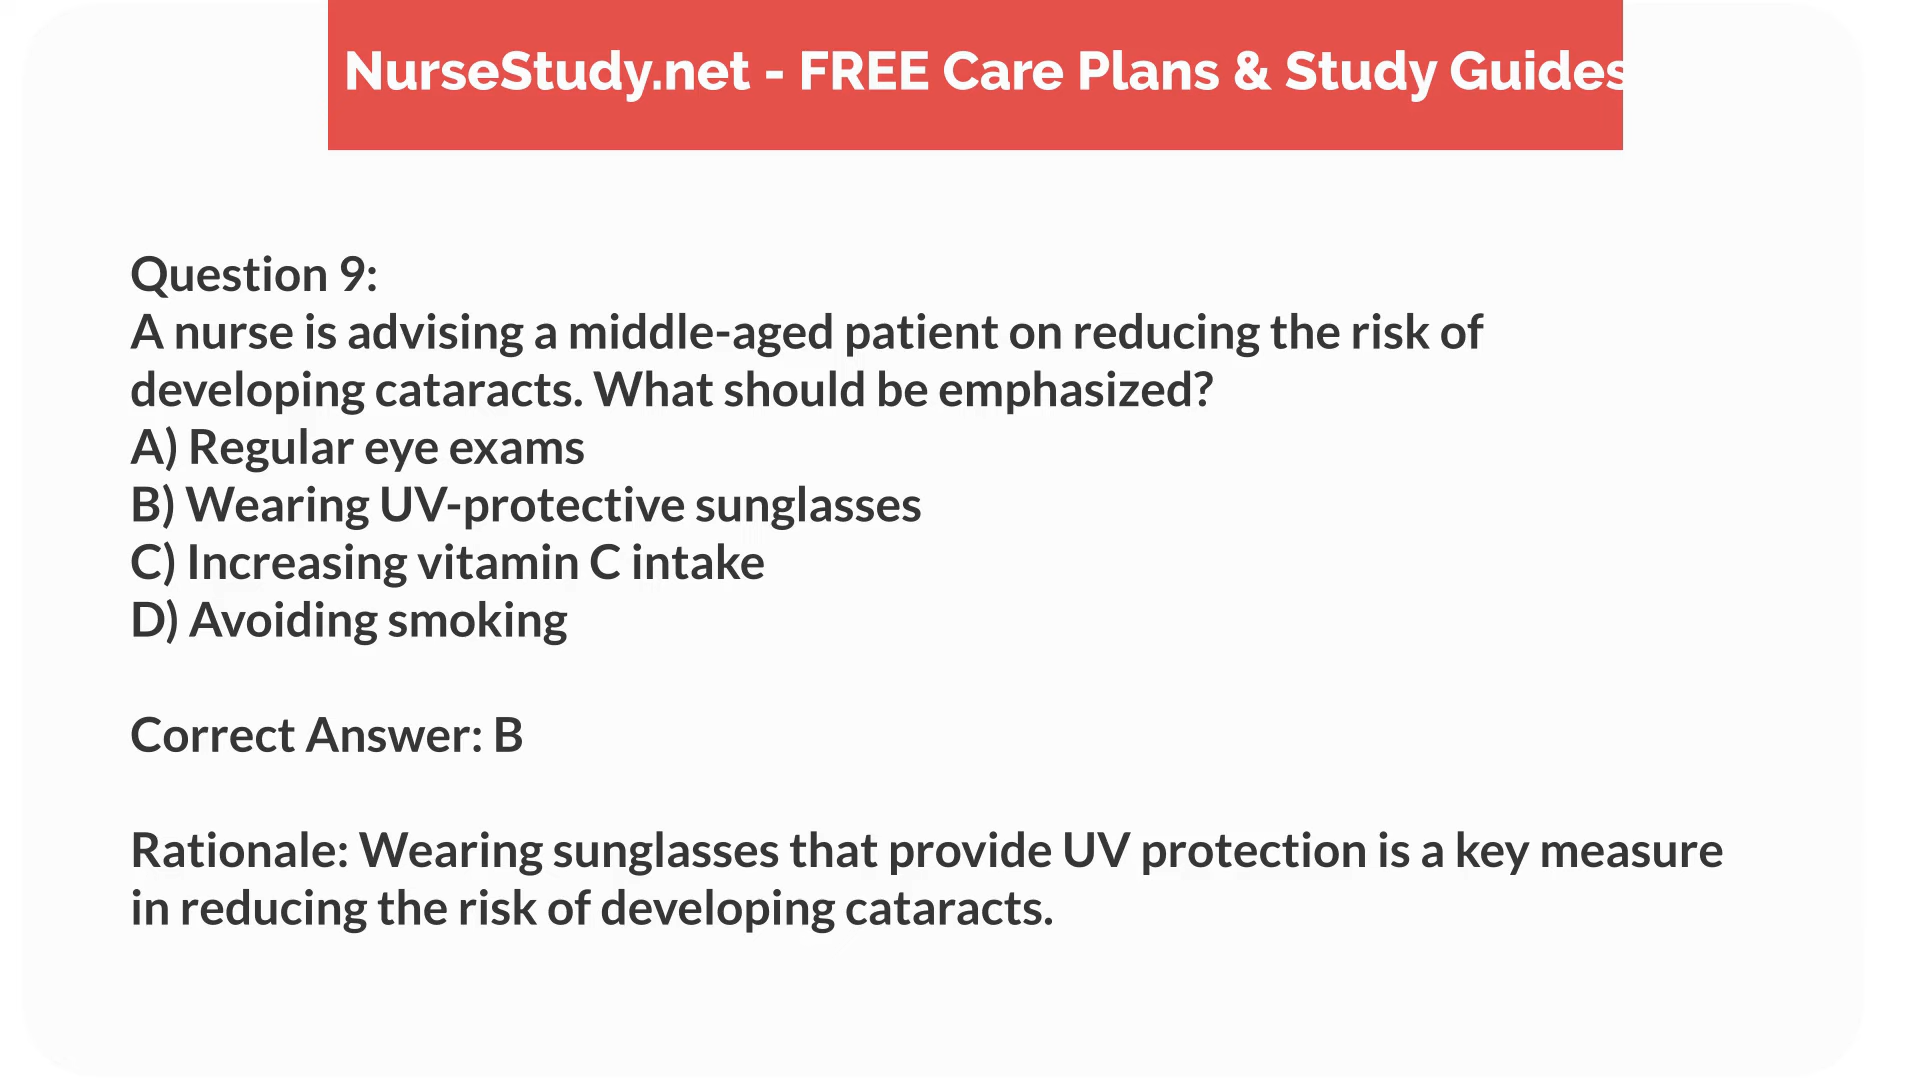 NurseStudy.net - FREE Care Plans & Study Guides
Question 9:
A nurse is advising a middle-aged patient on reducing the risk of
developing cataracts. What should be emphasized?
A) Regular eye exams
B) Wearing UV-protective sunglasses
C) Increasing vitamin C intake
D) Avoiding smoking
Correct Answer: B
Rationale: Wearing sunglasses that provide UV protection is a key measure
in reducing the risk of developing cataracts.